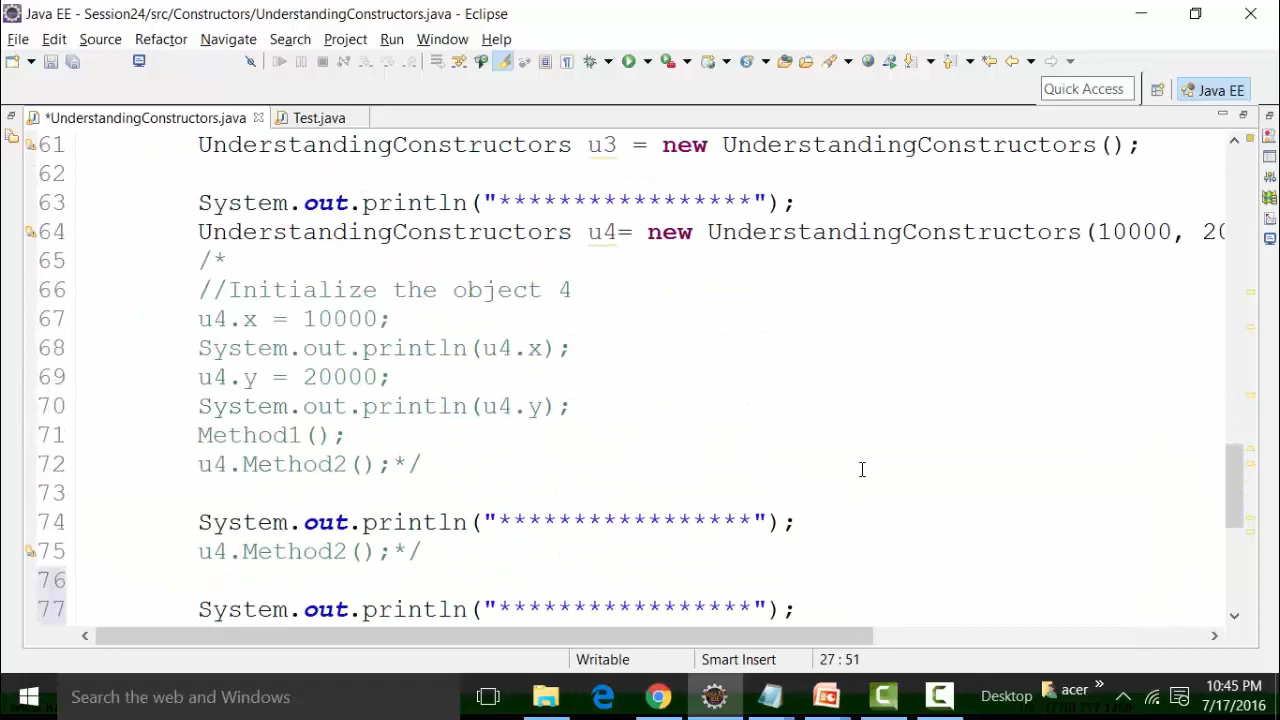 Java EE - Session24/src/Constructors/UnderstandingConstructors.java - Eclipse
File Edit Source Refactor Navigate Search Project Run Window Help
Quick Access
Java EE
*UnderstandingConstructors.java
Test.java
61 UnderstandingConstructors u3 = new UnderstandingConstructors();
62
63 System.out.println("*****************");
64 UnderstandingConstructors u4= new UnderstandingConstructors(10000, 20
65 /*
66 //Initialize the object 4
67 u4.x = 10000;
68 System.out.println(u4.x);
69 u4.y = 20000;
70 System.out.println(u4.y);
71 Method1();
72 u4.Method2();*/
73
74 System.out.println("*****************");
75 u4.Method2();*/
76
77 System.out.println("*****************");
Writable Smart Insert 27 : 51
Search the web and Windows
Desktop
acer
10:45 PM
7/17/2016